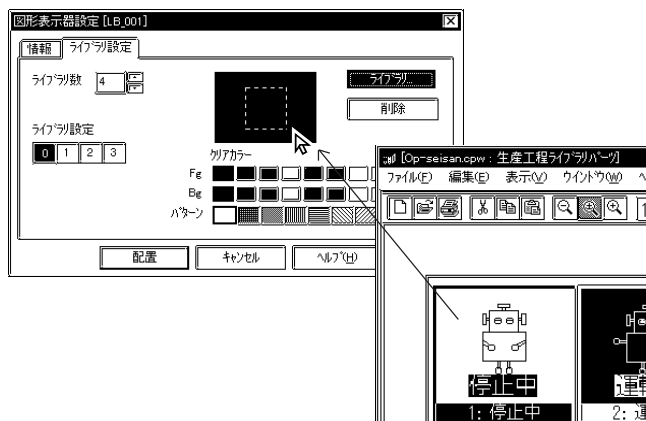 図形表示器設定 [LB_001]
情報 ﾗｲﾌﾞﾗﾘ設定
ﾗｲﾌﾞﾗﾘ数 4
ﾗｲﾌﾞﾗﾘ...
削除
ﾗｲﾌﾞﾗﾘ設定
0 1 2 3
ｸﾘｱｶﾗｰ
Fg
Bg
ﾊﾟﾀｰﾝ
配置 ｷｬﾝｾﾙ ﾍﾙﾌﾟ(H)
[Op-seisan.cpw : 生産工程ﾗｲﾌﾞﾗﾘﾊﾟｰﾂ]
ﾌｧｲﾙ(F) 編集(E) 表示(V) ｳｨﾝﾄﾞｳ(W)
停止中
1: 停止中
2: